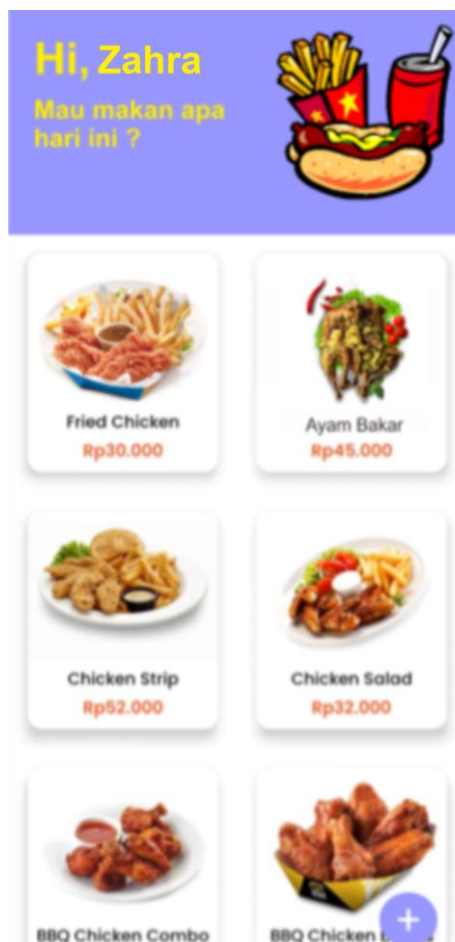 Hi, Zahra
Mau makan apa
hari ini ?
Fried Chicken
Rp30.000
Ayam Bakar
Rp45.000
Chicken Strip
Rp52.000
Chicken Salad
Rp32.000
BBQ Chicken Combo
BBQ Chicken